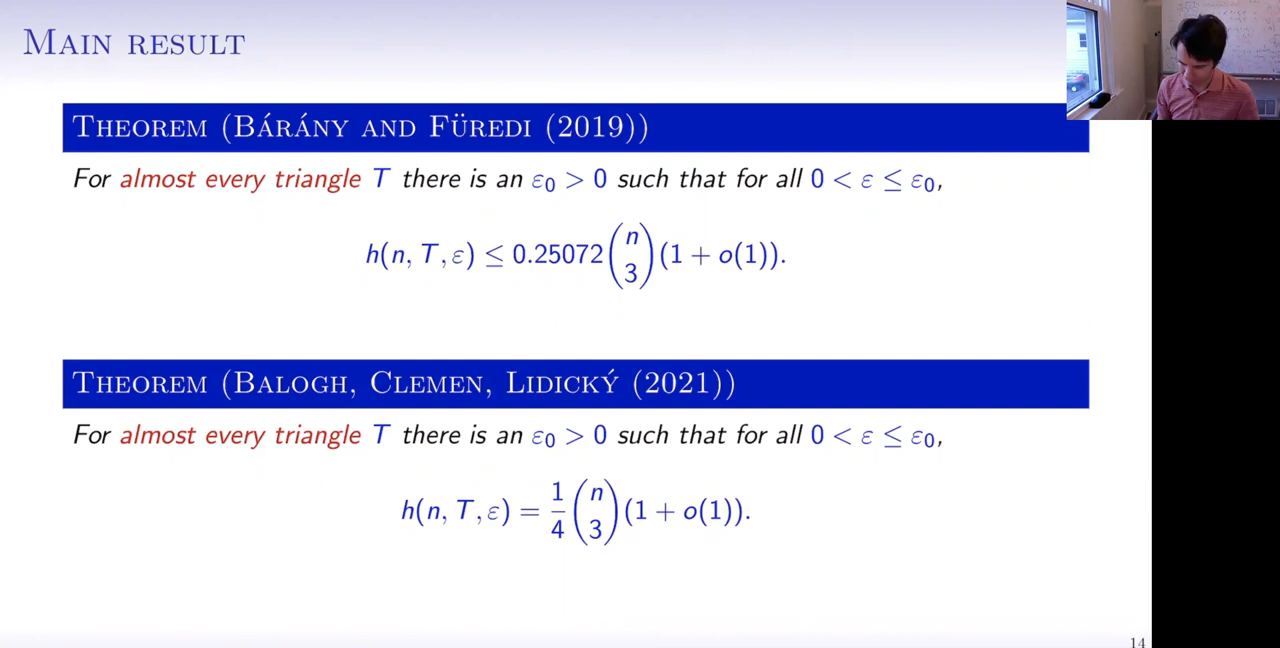 MAIN RESULT
THEOREM (BÁRÁNY AND FÜREDI (2019))
For almost every triangle T there is an ε₀ > 0 such that for all 0 < ε ≤ ε₀,
h(n, T, ε) ≤ 0.25072 (n 3) (1 + o(1)).
THEOREM (BALOGH, CLEMEN, LIDICKÝ (2021))
For almost every triangle T there is an ε₀ > 0 such that for all 0 < ε ≤ ε₀,
h(n, T, ε) = 1/4 (n 3) (1 + o(1)).
14